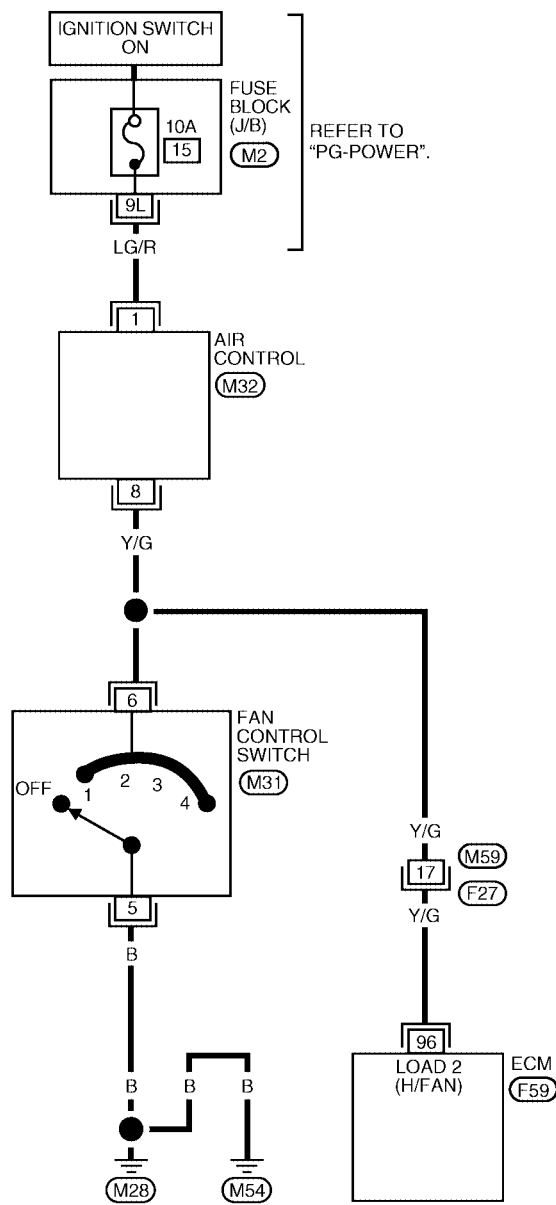 IGNITION SWITCH
ON
FUSE
BLOCK
(J/B)
M2
10A
15
REFER TO
“PG-POWER”.
9L
LG/R
1
AIR
CONTROL
M32
8
Y/G
6
FAN
CONTROL
SWITCH
M31
OFF
1
2
3
4
5
B
Y/G
M59
17
F27
Y/G
96
LOAD 2
(H/FAN)
ECM
F59
B
B
B
M28
M54